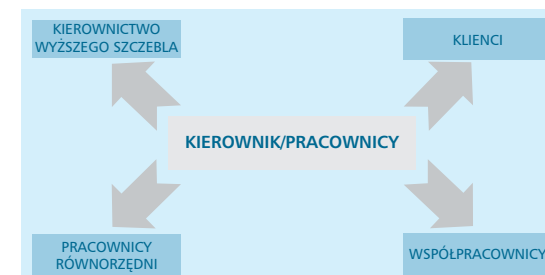 KIEROWNICTWO
WYŻSZEGO SZCZEBLA
KLIENCI
KIEROWNIK/PRACOWNICY
PRACOWNICY
RÓWNORZĘDNI
WSPÓŁPRACOWNICY